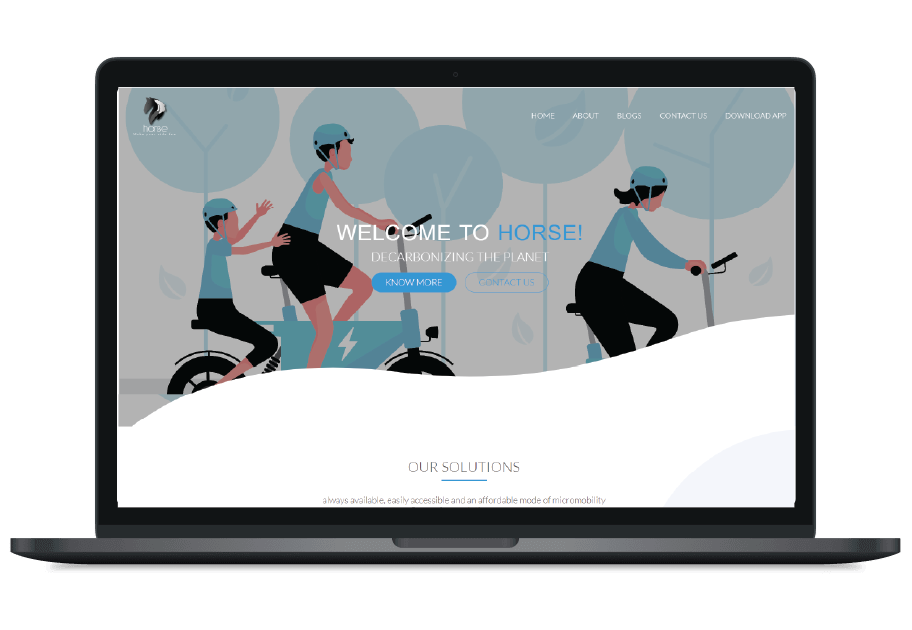 horse
HOME ABOUT BLOGS CONTACT US DOWNLOAD APP
WELCOME TO HORSE!
DECARBONIZING THE PLANET
KNOW MORE CONTACT US
OUR SOLUTIONS
always available, easily accessible and an affordable mode of micromobility